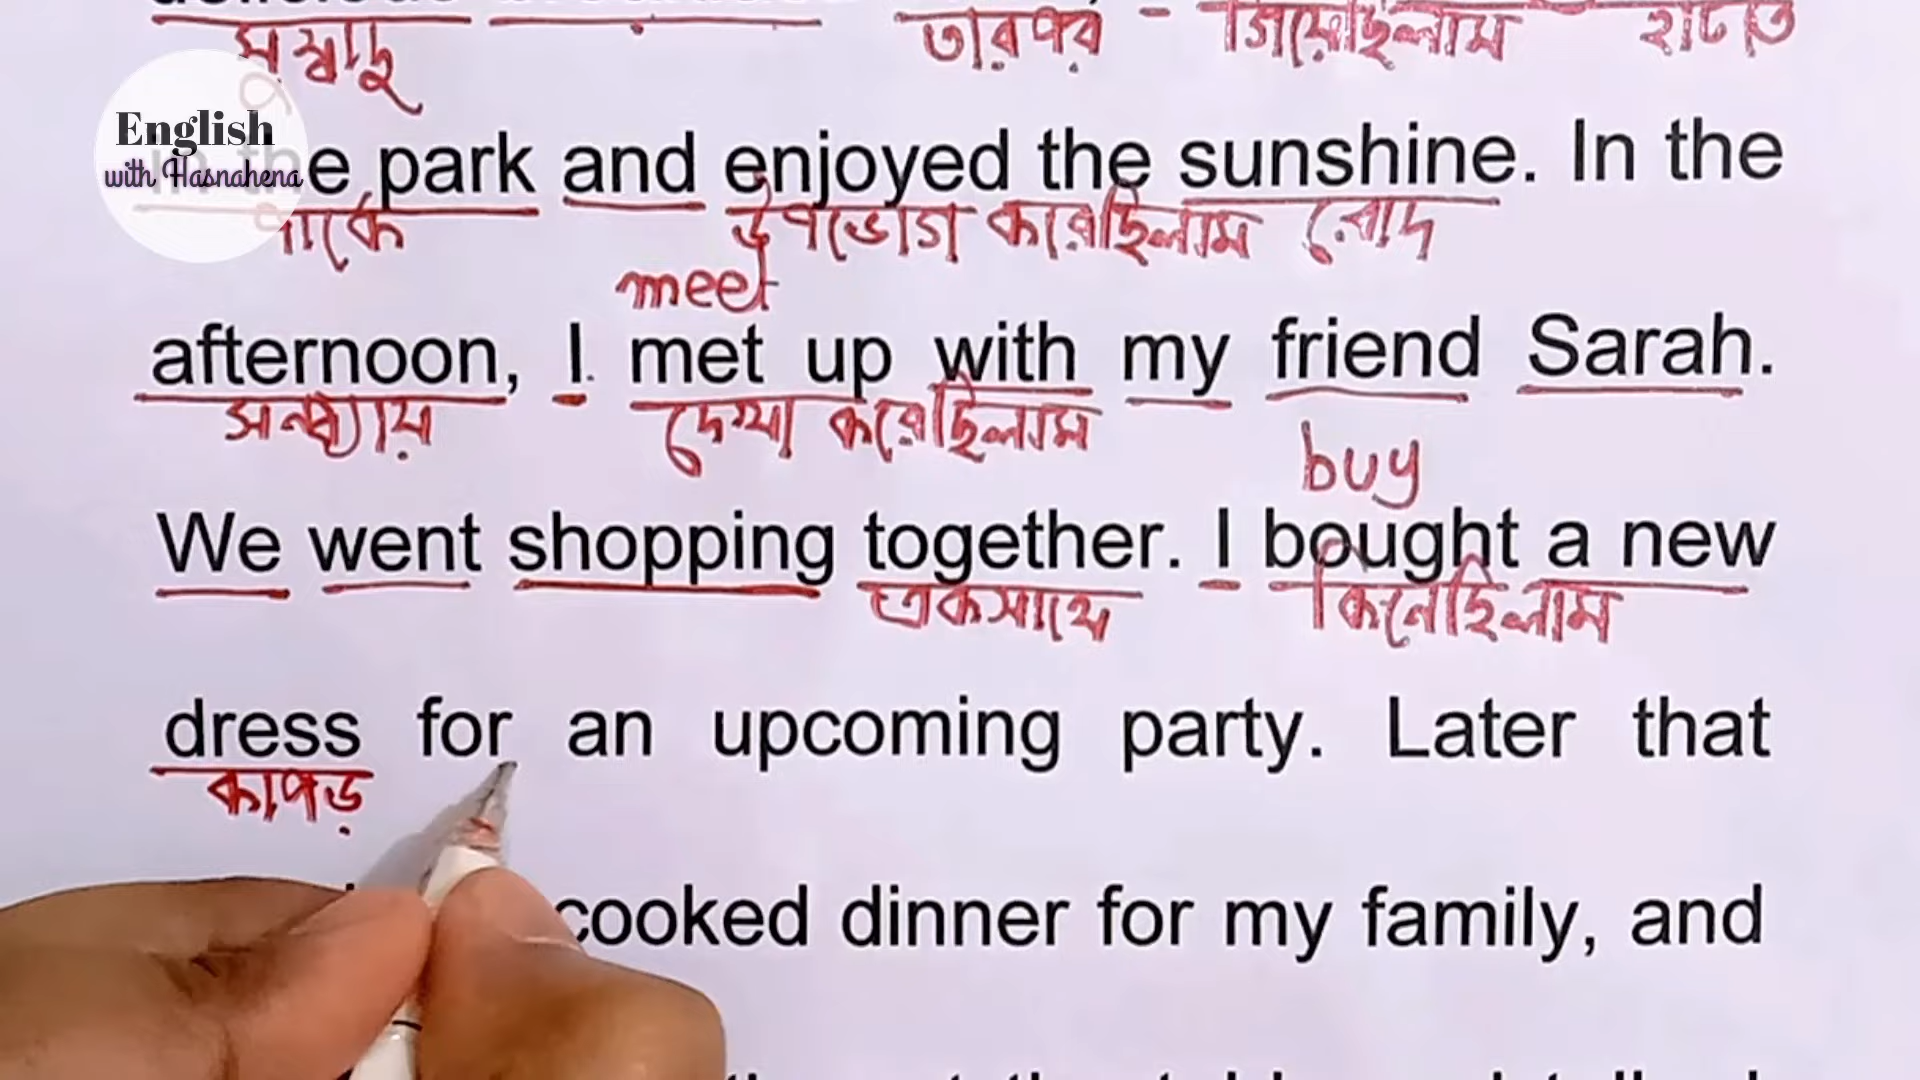 সুস্বাদু তারপর - গিয়েছিলাম হাটতে
English
with Hasnahena
the park and enjoyed the sunshine. In the
পার্কে উপভোগ করেছিলাম রোদ
meet
afternoon, I met up with my friend Sarah.
সন্ধ্যায় দেখা করেছিলাম
buy
We went shopping together. I bought a new
একসাথে কিনেছিলাম
dress for an upcoming party. Later that
কাপড়
cooked dinner for my family, and